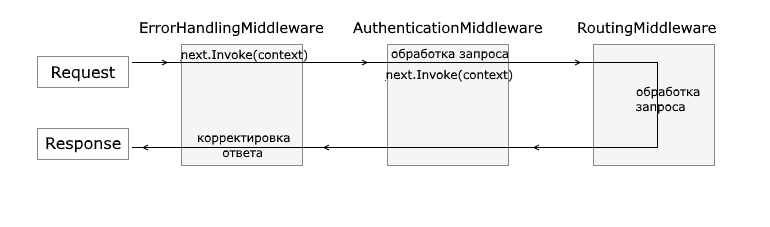 ErrorHandlingMiddleware
AuthenticationMiddleware
RoutingMiddleware
Request
next.Invoke(context)
обработка запроса
next.Invoke(context)
обработка
запроса
Response
корректировка
ответа